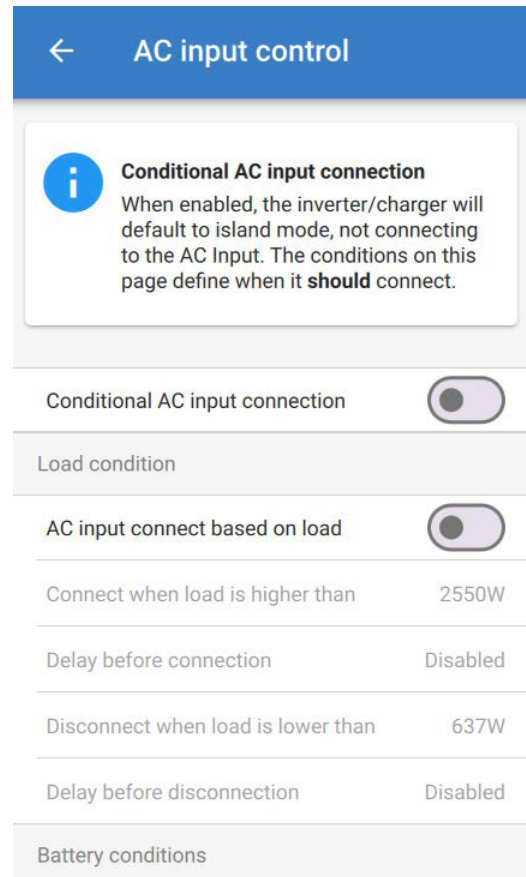 AC input control
Conditional AC input connection
When enabled, the inverter/charger will
default to island mode, not connecting
to the AC Input. The conditions on this
page define when it should connect.
Conditional AC input connection
Load condition
AC input connect based on load
Connect when load is higher than 2550W
Delay before connection Disabled
Disconnect when load is lower than 637W
Delay before disconnection Disabled
Battery conditions